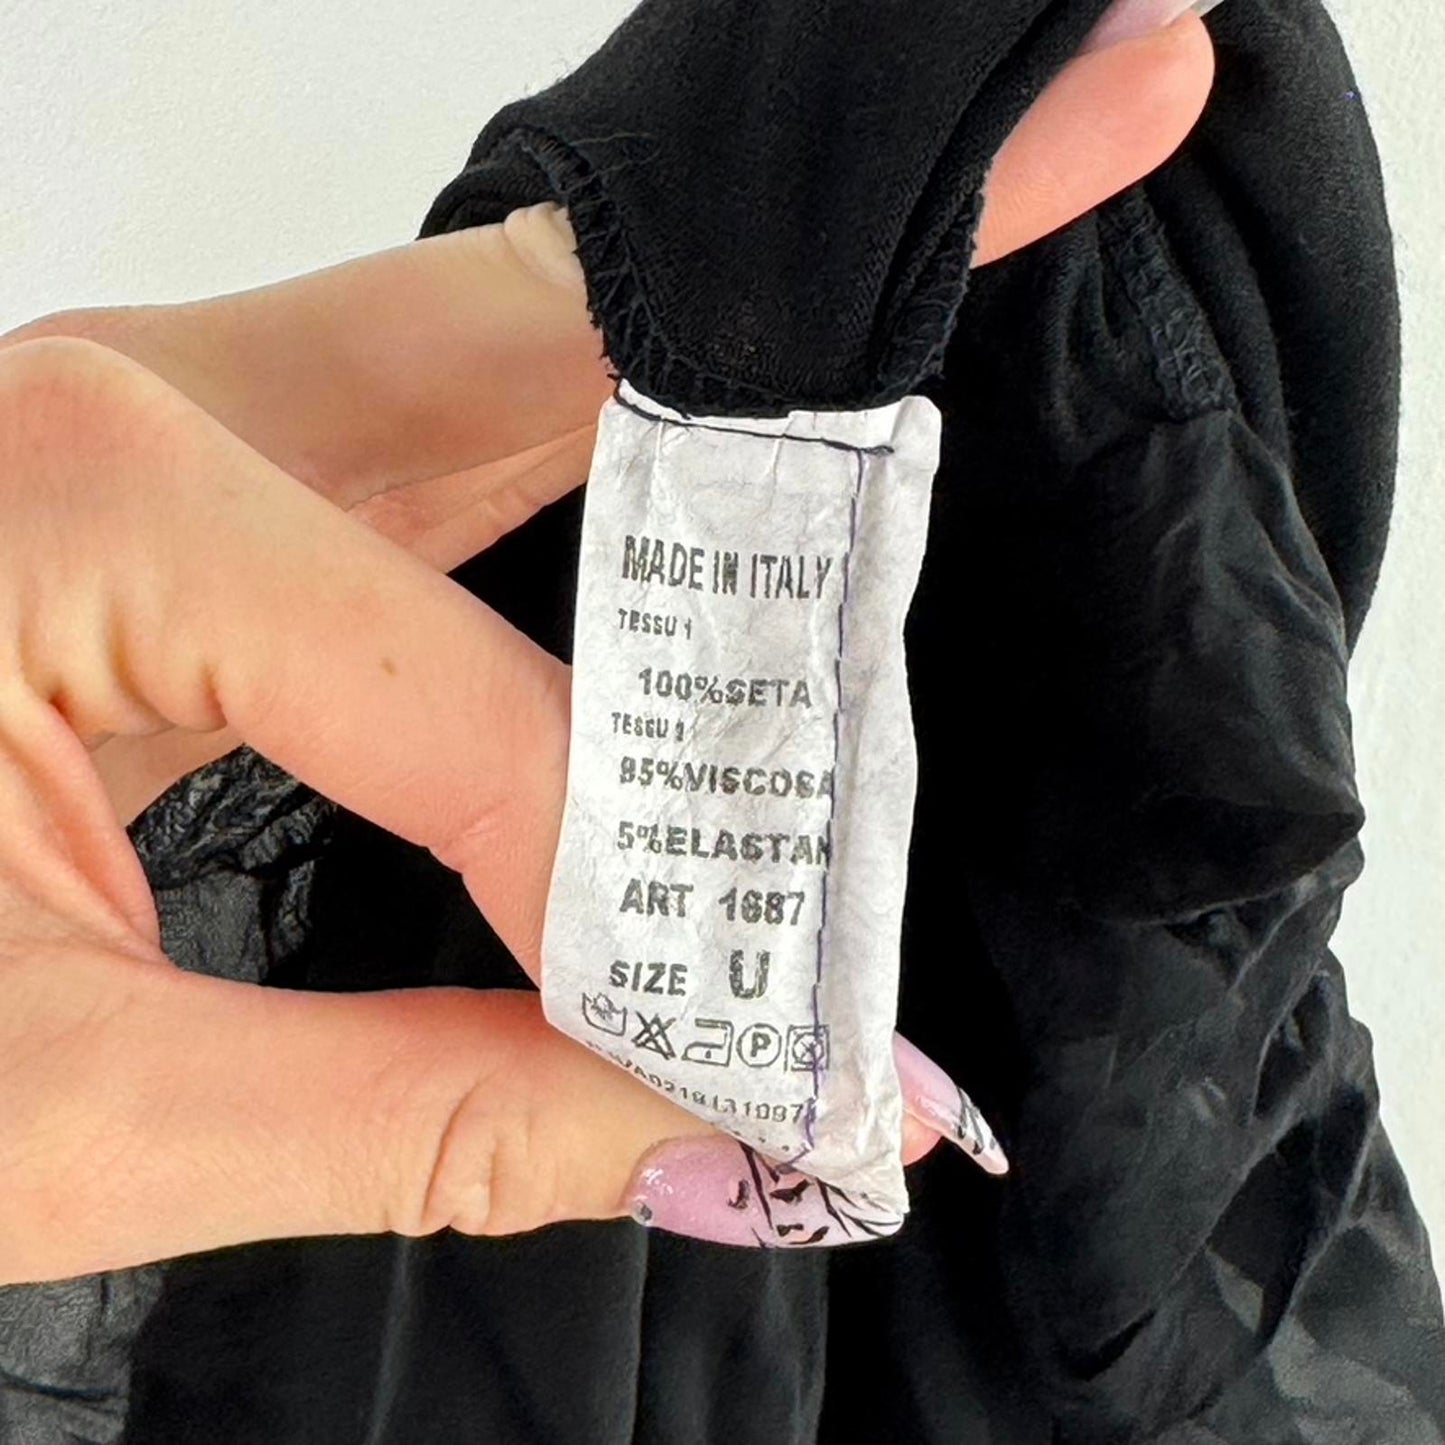 MADE IN ITALY
TESSU 1
100%SETA
TESSU 2
95%VISCOSA
5%ELASTAN
ART 1687
SIZE U
P